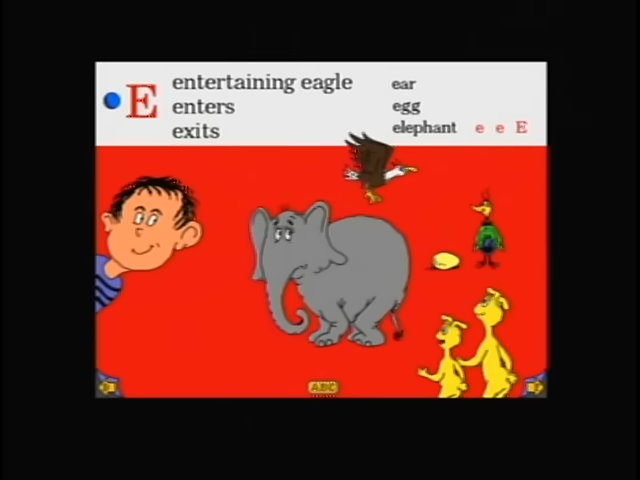 E
entertaining eagle
enters
exits
ear
egg
elephant e e E
ABC